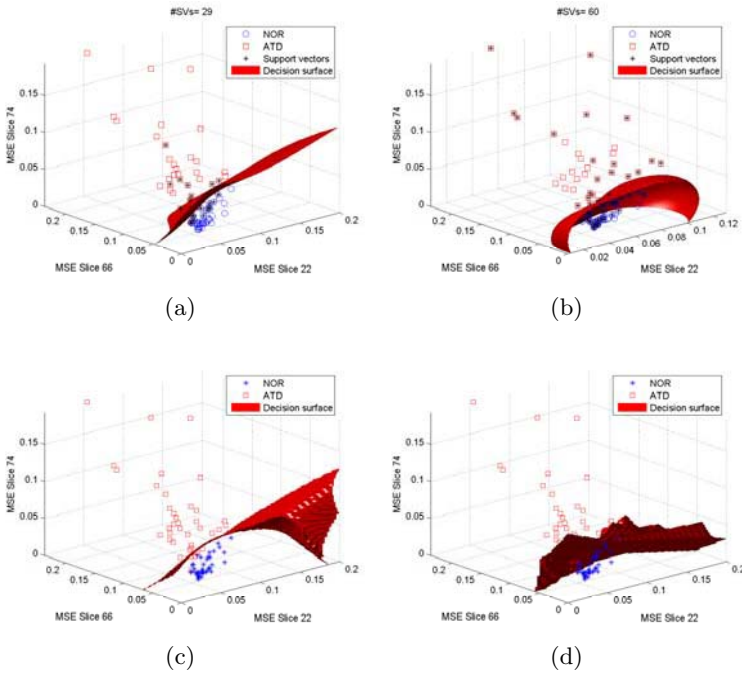 #SVs= 29
NOR
ATD
Support vectors
Decision surface
MSE Slice 74
0.15
0.1
0.05
0
0.2
0.15
0.1
0.05
0
MSE Slice 66
0
0.05
0.1
0.15
0.2
MSE Slice 22
(a)
#SVs= 60
NOR
ATD
Support vectors
Decision surface
MSE Slice 74
0.15
0.1
0.05
0
0.2
0.15
0.1
0.05
0
MSE Slice 66
0.02
0.04
0.06
0.08
0.1
0.12
MSE Slice 22
(b)
NOR
ATD
Decision surface
MSE Slice 74
0.15
0.1
0.05
0
0.2
0.15
0.1
0.05
0
MSE Slice 66
0
0.05
0.1
0.15
0.2
MSE Slice 22
(c)
NOR
ATD
Decision surface
MSE Slice 74
0.15
0.1
0.05
0
0.2
0.15
0.1
0.05
0
MSE Slice 66
0
0.05
0.1
0.15
0.2
MSE Slice 22
(d)